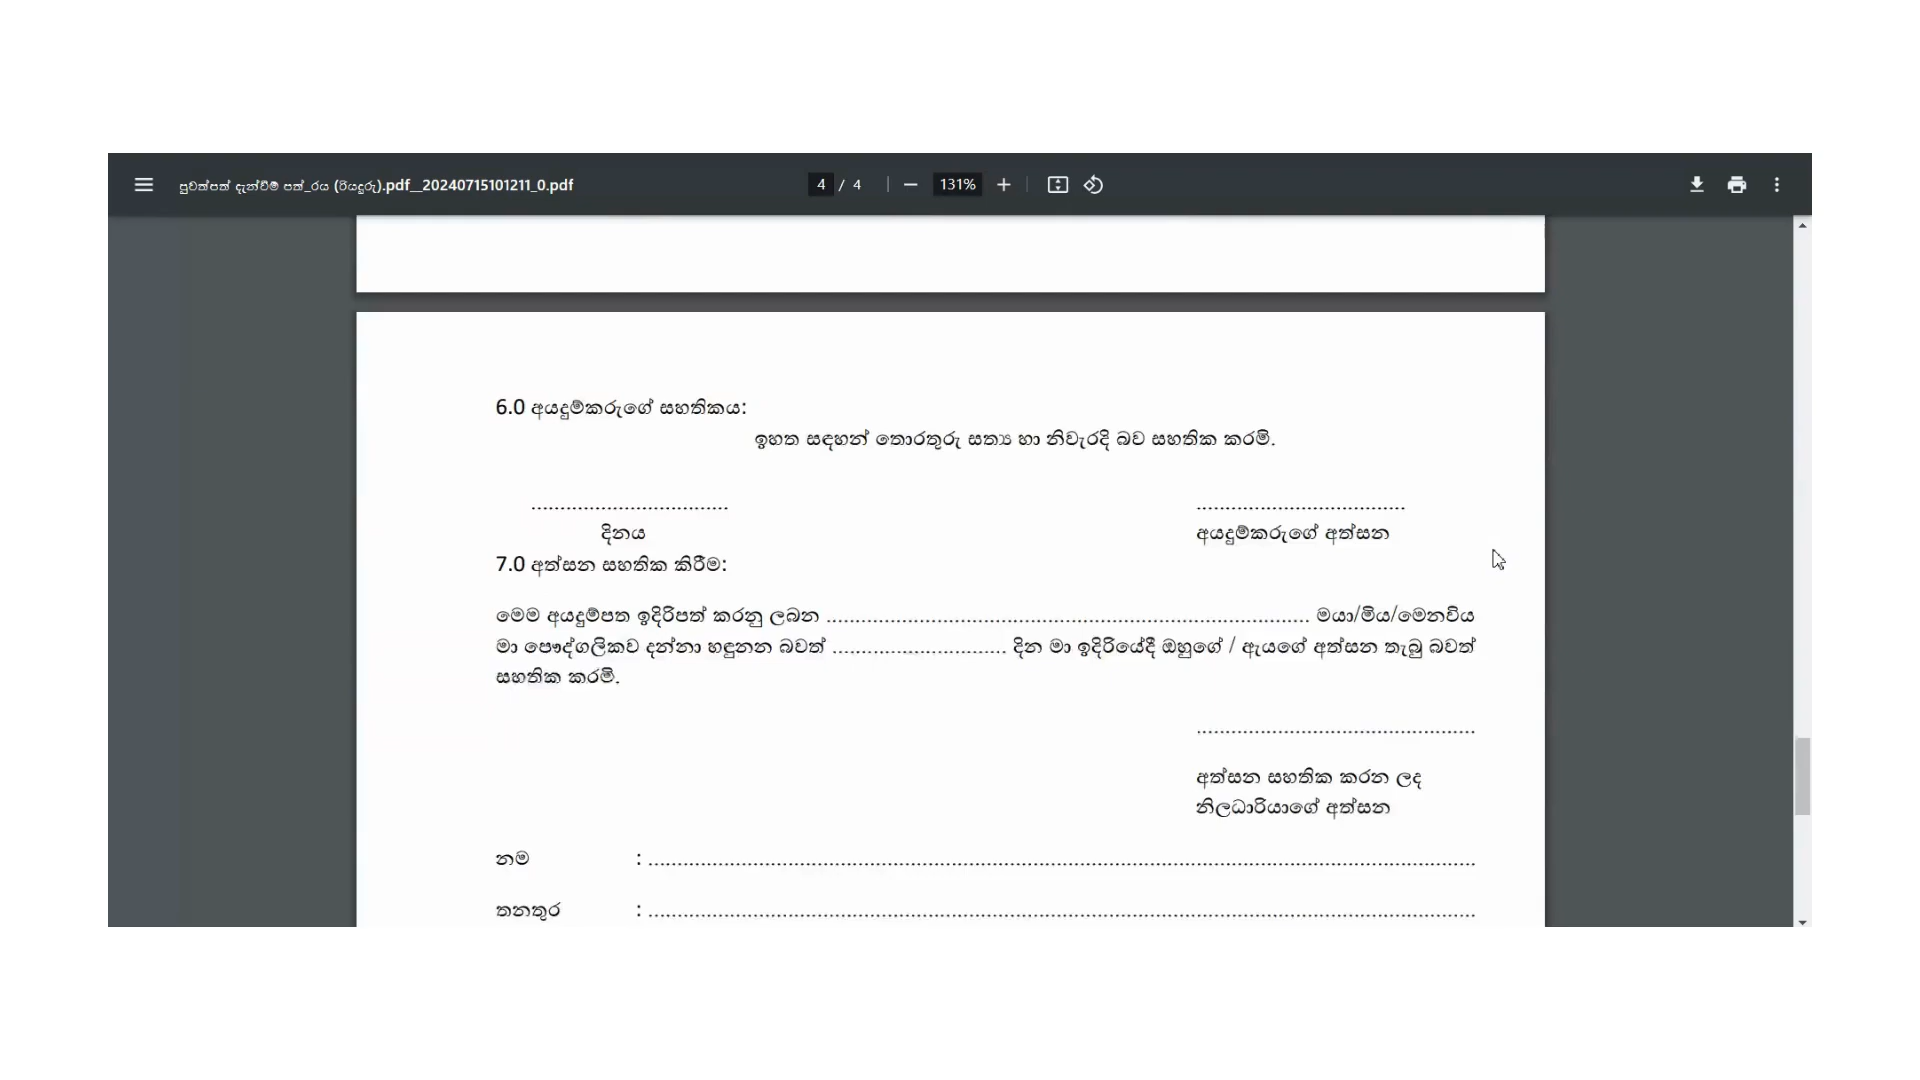 පුවත්පත් දැන්වීම් පත්_රය (රියදුරු).pdf_20240715101211_0.pdf
4 / 4
131%
6.0 අයදුම්කරුගේ සහතිකය:
ඉහත සඳහන් තොරතුරු සත්‍ය හා නිවැරදි බව සහතික කරමි.
.................................. ....................................
දිනය අයදුම්කරුගේ අත්සන
7.0 අත්සන සහතික කිරීම:
මෙම අයදුම්පත ඉදිරිපත් කරනු ලබන ................................................................................... මයා/මිය/මෙනවිය
මා පෞද්ගලිකව දන්නා හඳුනන බවත් .............................. දින මා ඉදිරියේදී ඔහුගේ / ඇයගේ අත්සන තැබු බවත්
සහතික කරමි.
................................................
අත්සන සහතික කරන ලද
නිලධාරියාගේ අත්සන
නම : ..............................................................................................................................................
තනතුර : ..............................................................................................................................................